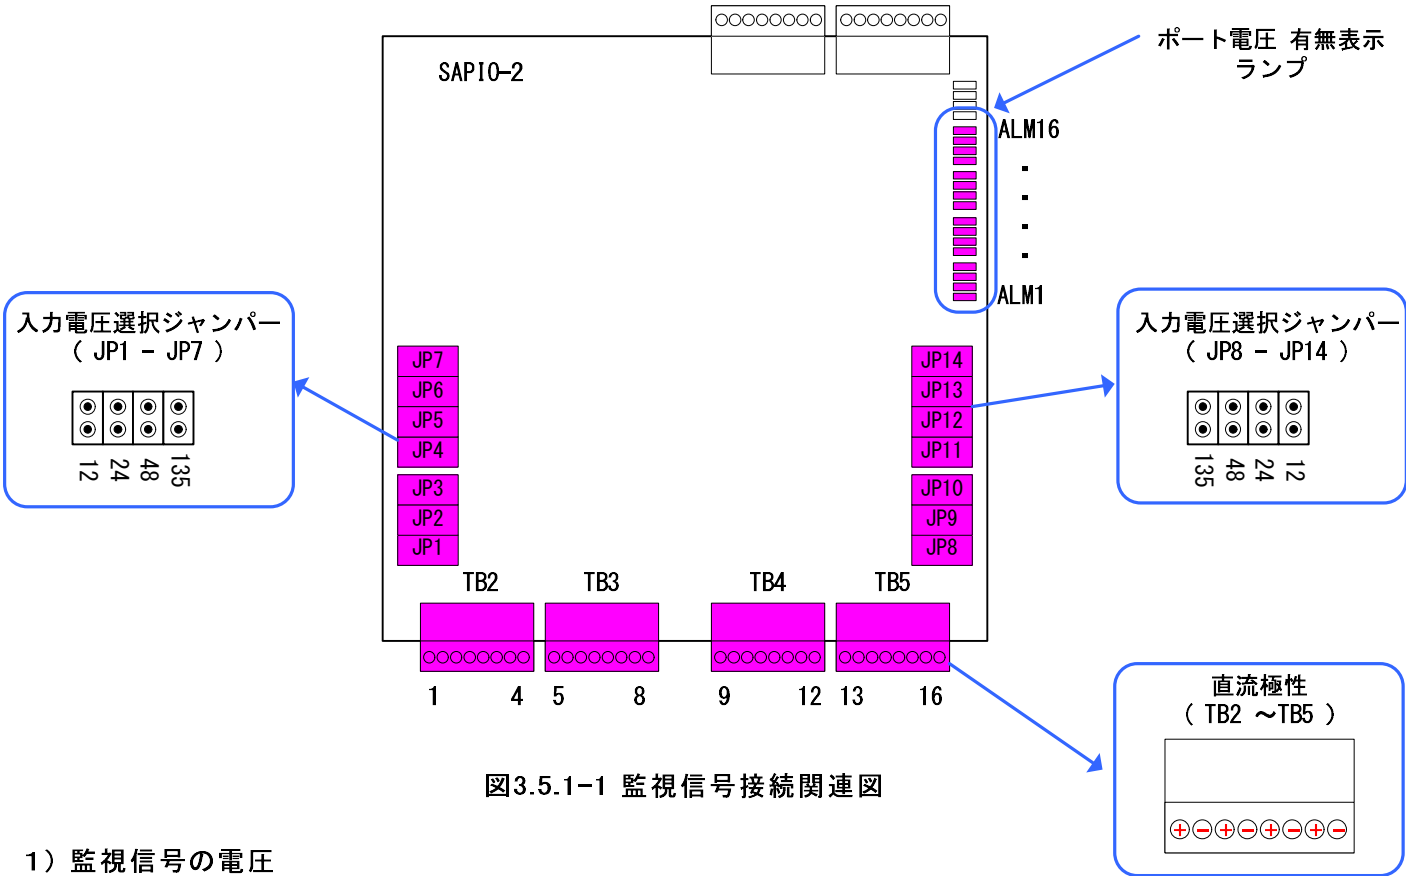 ポート電圧 有無表示
ランプ
SAPIO-2
ALM16
ALM1
入力電圧選択ジャンパー
( JP1 - JP7 )
12 24 48 135
入力電圧選択ジャンパー
( JP8 - JP14 )
135 48 24 12
JP7
JP6
JP5
JP4
JP3
JP2
JP1
JP14
JP13
JP12
JP11
JP10
JP9
JP8
TB2 TB3 TB4 TB5
1 4 5 8 9 12 13 16
直流極性
( TB2 ～TB5 )
+ - + - + - + -
図3.5.1-1 監視信号接続関連図
1) 監視信号の電圧